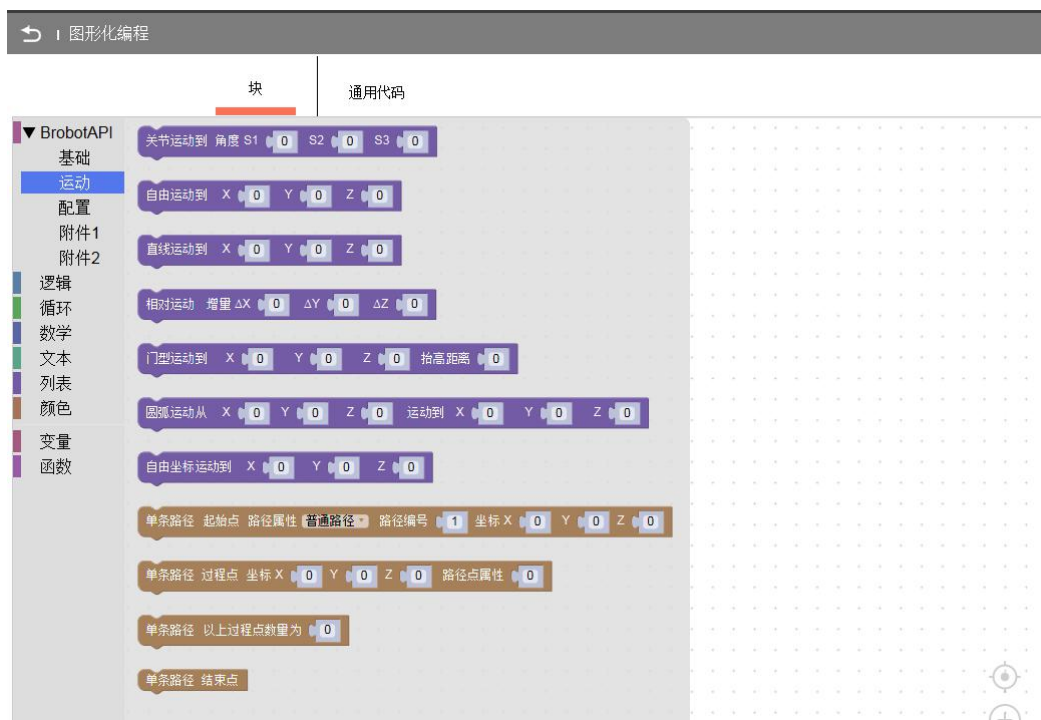 图形化编程
块
通用代码
▼ BrobotAPI
基础
运动
配置
附件1
附件2
逻辑
循环
数学
文本
列表
颜色
变量
函数
关节运动到 角度 S1 0 S2 0 S3 0
自由运动到 X 0 Y 0 Z 0
直线运动到 X 0 Y 0 Z 0
相对运动 增量 ΔX 0 ΔY 0 ΔZ 0
门型运动到 X 0 Y 0 Z 0 抬高距离 0
圆弧运动从 X 0 Y 0 Z 0 运动到 X 0 Y 0 Z 0
自由坐标运动到 X 0 Y 0 Z 0
单条路径 起始点 路径属性 普通路径 路径编号 1 坐标 X 0 Y 0 Z 0
单条路径 过程点 坐标 X 0 Y 0 Z 0 路径点属性 0
单条路径 以上过程点数量为 0
单条路径 结束点